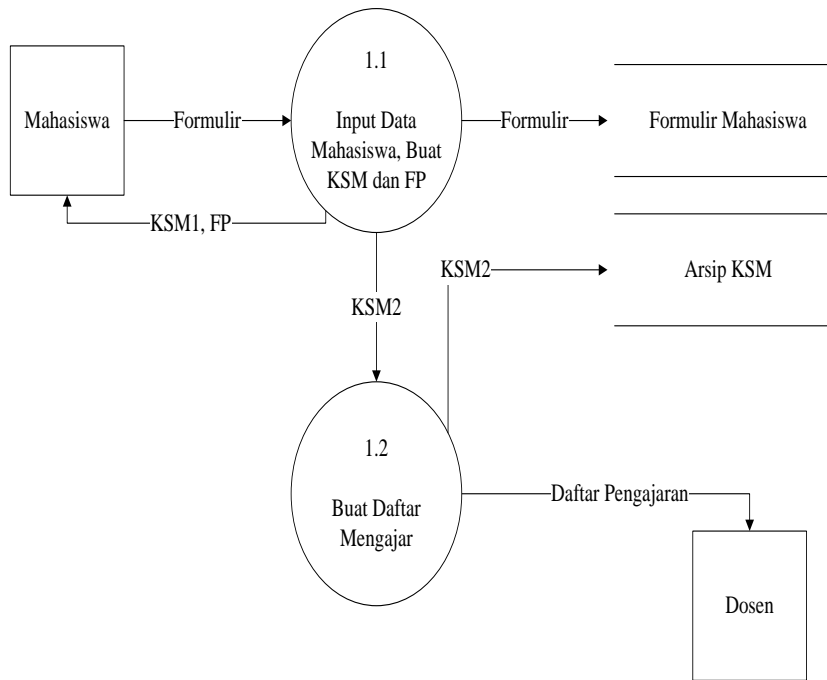 1.1
Mahasiswa
Formulir
Input Data
Mahasiswa, Buat
KSM dan FP
Formulir
Formulir Mahasiswa
KSM1, FP
KSM2
Arsip KSM
KSM2
1.2
Buat Daftar
Mengajar
Daftar Pengajaran
Dosen